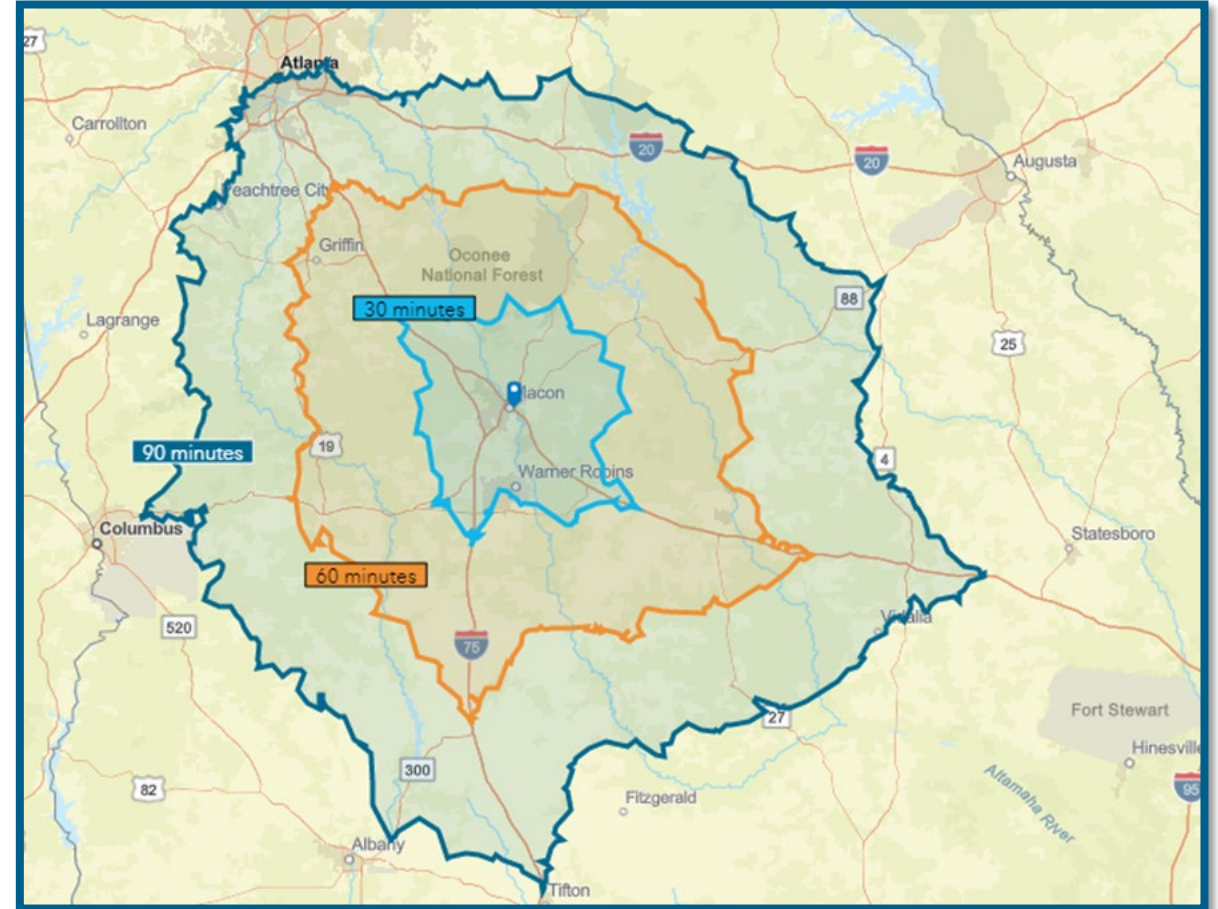 27
Atlanta
Carrollton
20
20
Augusta
Peachtree City
Griffin
Oconee
National Forest
30 minutes
88
Lagrange
25
Macon
19
90 minutes
4
Warner Robins
Columbus
Statesboro
60 minutes
520
75
Vidalia
27
Fort Stewart
300
Hinesville
82
Altamaha River
95
Fitzgerald
Albany
Tifton